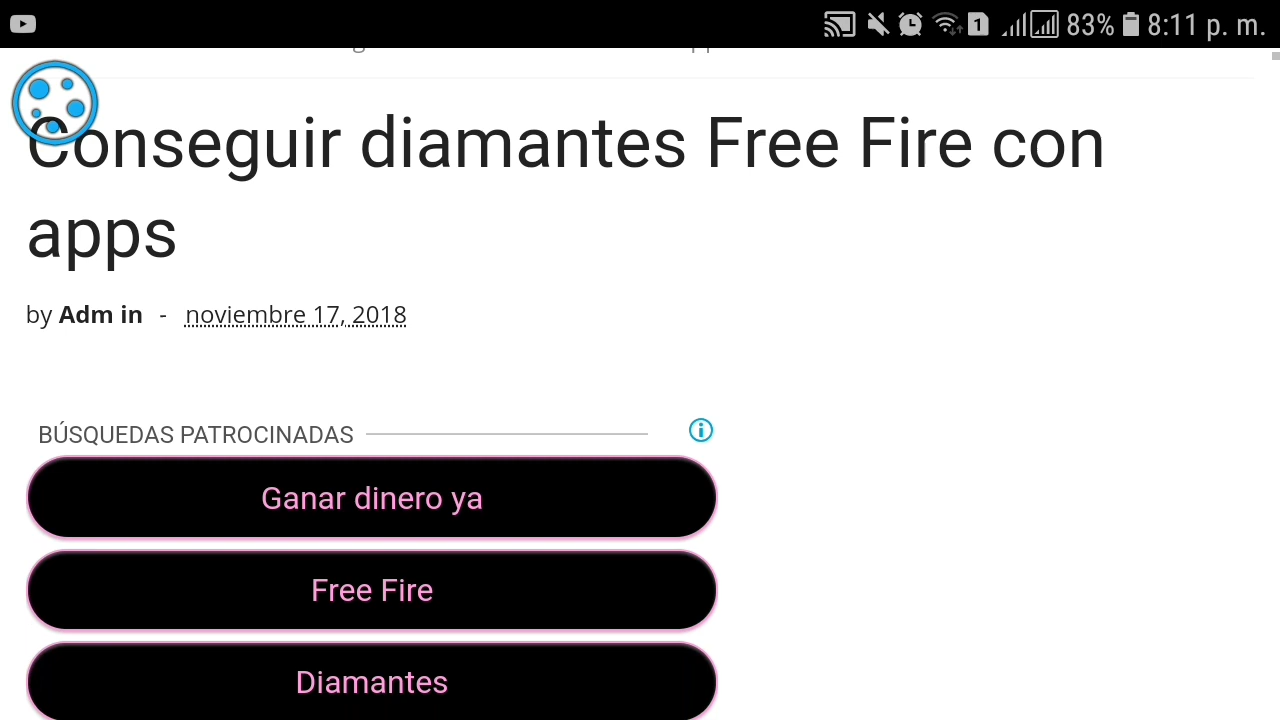 83% 8:11 p. m.
Conseguir diamantes Free Fire con
apps
by Adm in - noviembre 17, 2018
BÚSQUEDAS PATROCINADAS
Ganar dinero ya
Free Fire
Diamantes